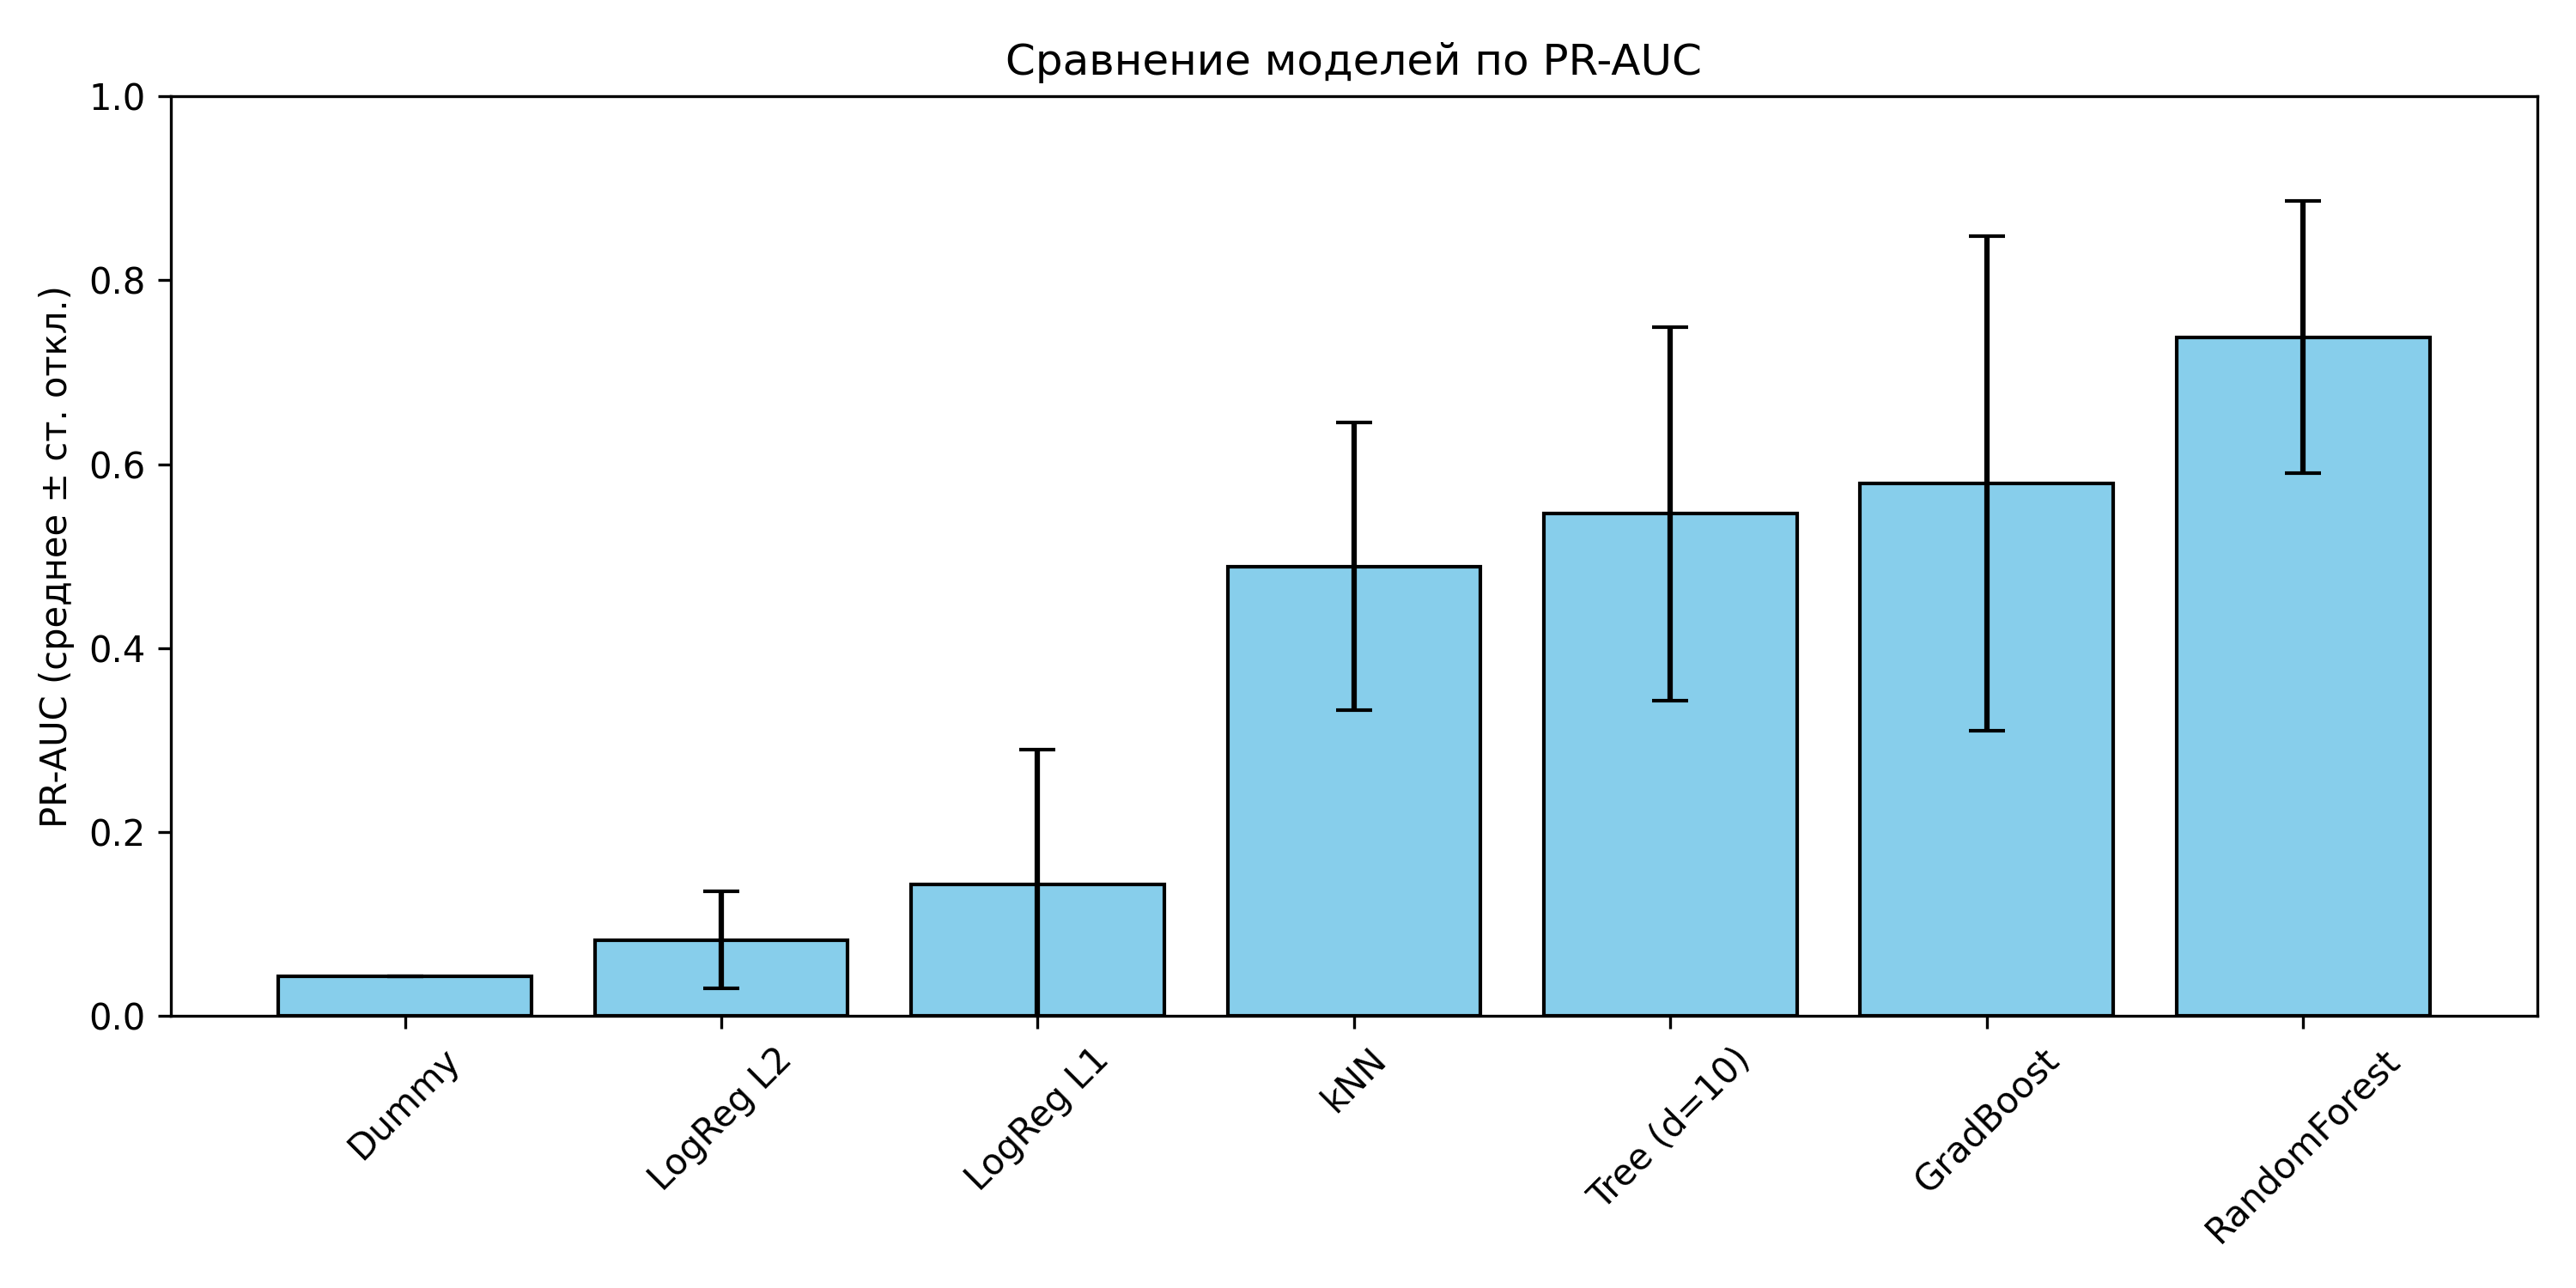 Сравнение моделей по PR-AUC
PR-AUC (среднее ± ст. откл.)
1.0
0.8
0.6
0.4
0.2
0.0
Dummy
LogReg L2
LogReg L1
kNN
Tree (d=10)
GradBoost
RandomForest